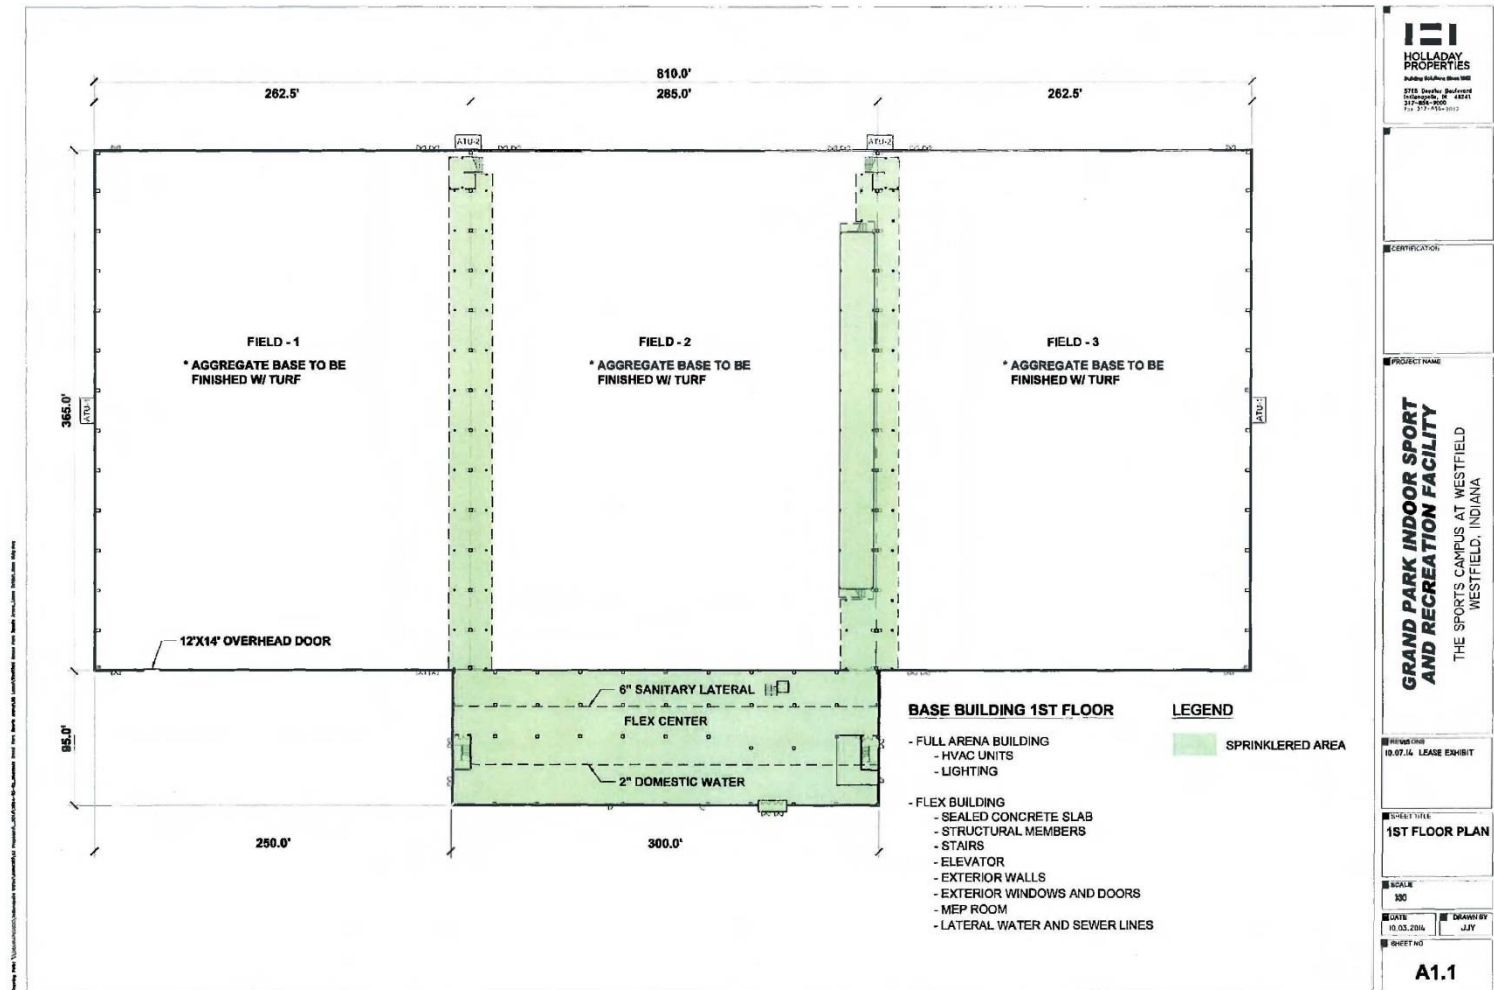 810.0'
262.5'
285.0'
262.5'
ATU-2
ATU-2
FIELD - 1
* AGGREGATE BASE TO BE
FINISHED W/ TURF
FIELD - 2
* AGGREGATE BASE TO BE
FINISHED W/ TURF
FIELD - 3
* AGGREGATE BASE TO BE
FINISHED W/ TURF
365.0'
ATU-1
ATU-1
12'X14' OVERHEAD DOOR
95.0'
6" SANITARY LATERAL
FLEX CENTER
2" DOMESTIC WATER
250.0'
300.0'
BASE BUILDING 1ST FLOOR
- FULL ARENA BUILDING
- HVAC UNITS
- LIGHTING
- FLEX BUILDING
- SEALED CONCRETE SLAB
- STRUCTURAL MEMBERS
- STAIRS
- ELEVATOR
- EXTERIOR WALLS
- EXTERIOR WINDOWS AND DOORS
- MEP ROOM
- LATERAL WATER AND SEWER LINES
LEGEND
SPRINKLERED AREA
HOLLADAY
PROPERTIES
CERTIFICATION
PROJECT NAME
GRAND PARK INDOOR SPORT
AND RECREATION FACILITY
THE SPORTS CAMPUS AT WESTFIELD
WESTFIELD, INDIANA
REVISIONS
10.07.14 LEASE EXHIBIT
SHEET TITLE
1ST FLOOR PLAN
SCALE
DATE
10.03.2014
DRAWN BY
JJY
SHEET NO
A1.1